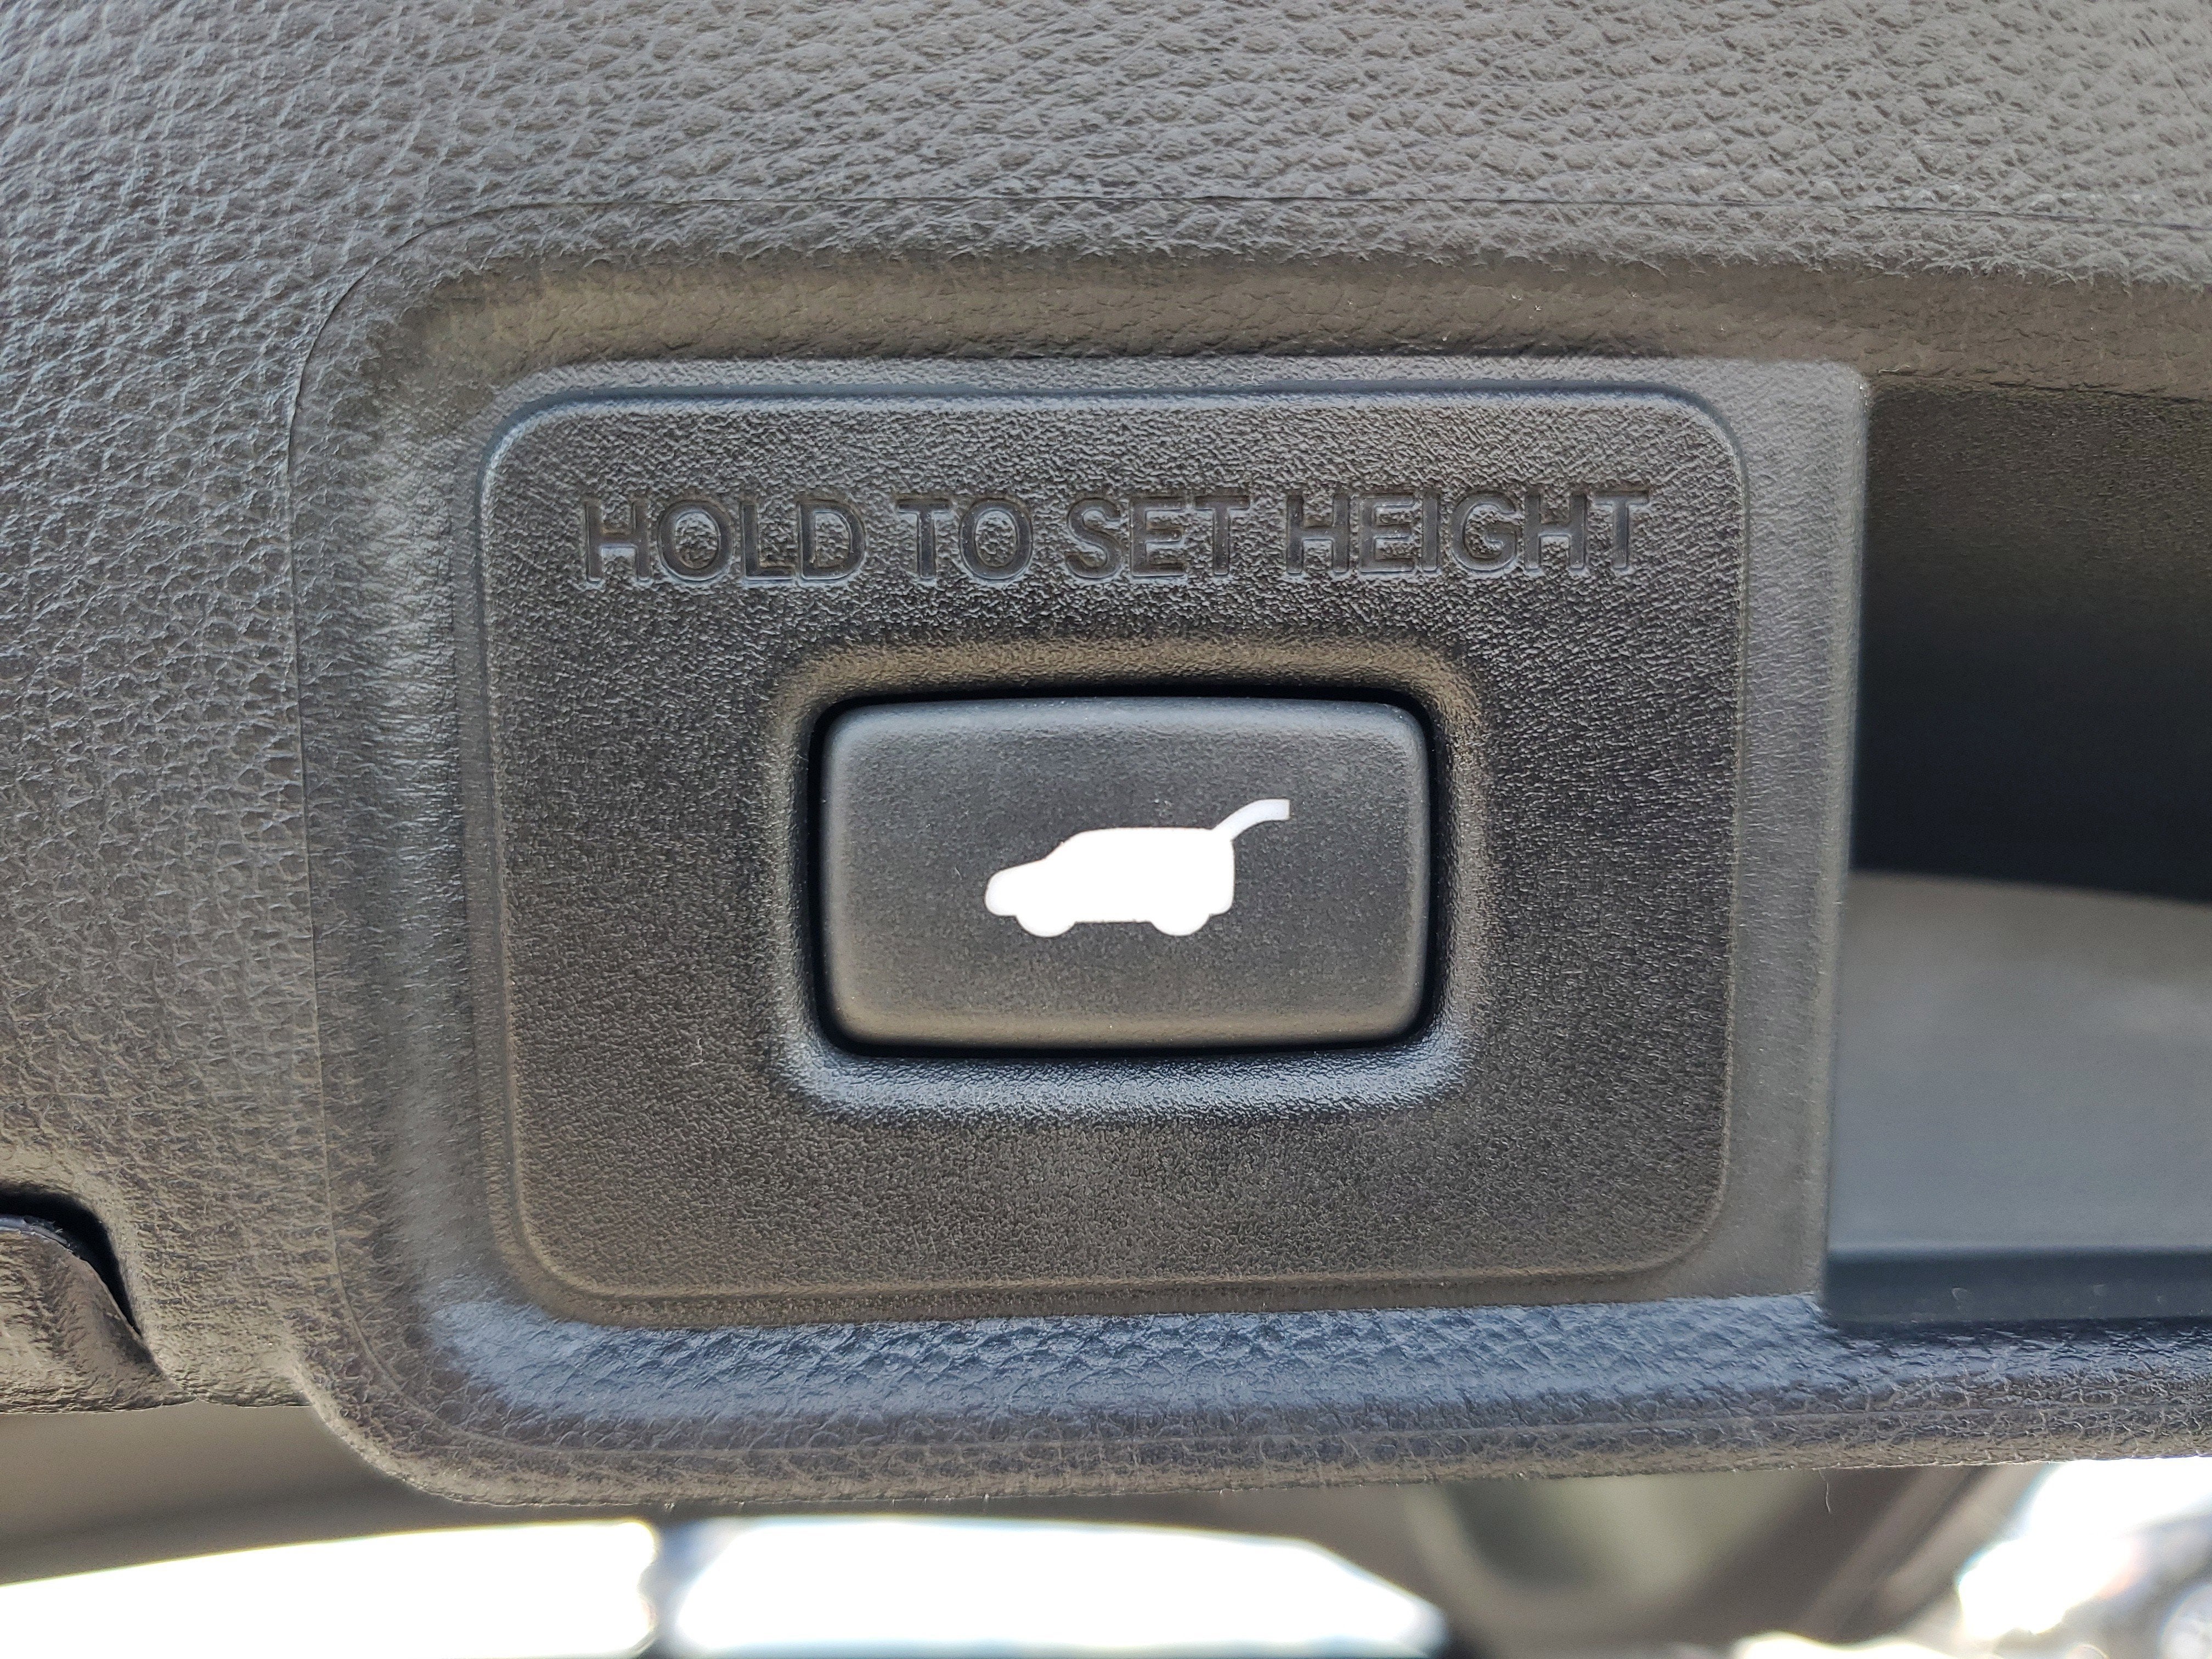 HOLD TO SET HEIGHT